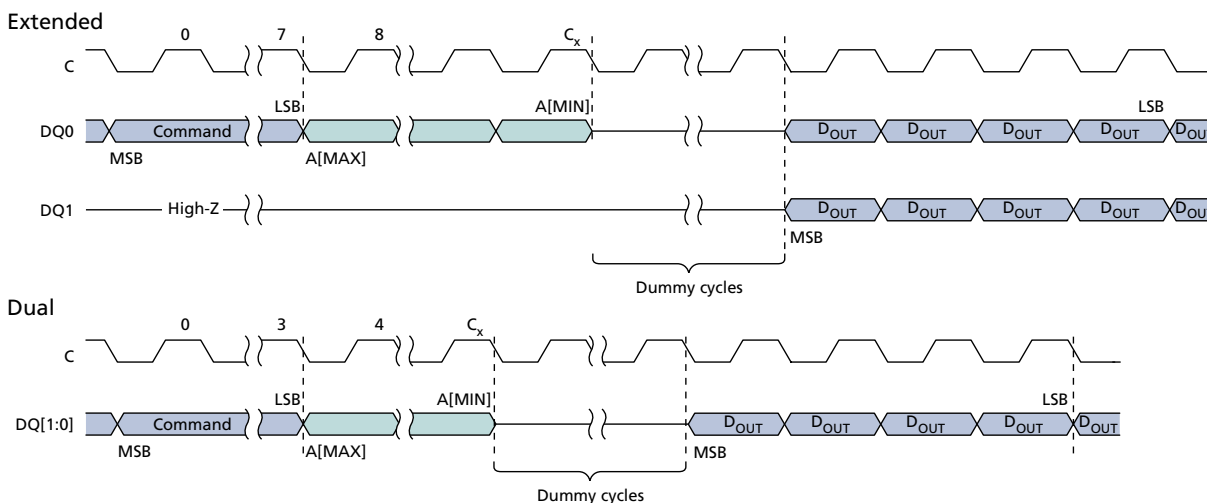 Extended
0 7 8 Cx
C
LSB A[MIN] LSB
DQ0 Command DOUT DOUT DOUT DOUT DOUT
MSB A[MAX]
DQ1 High-Z DOUT DOUT DOUT DOUT DOUT
MSB
Dummy cycles
Dual
0 3 4 Cx
C
LSB A[MIN] LSB
DQ[1:0] Command DOUT DOUT DOUT DOUT DOUT
MSB A[MAX] MSB
Dummy cycles